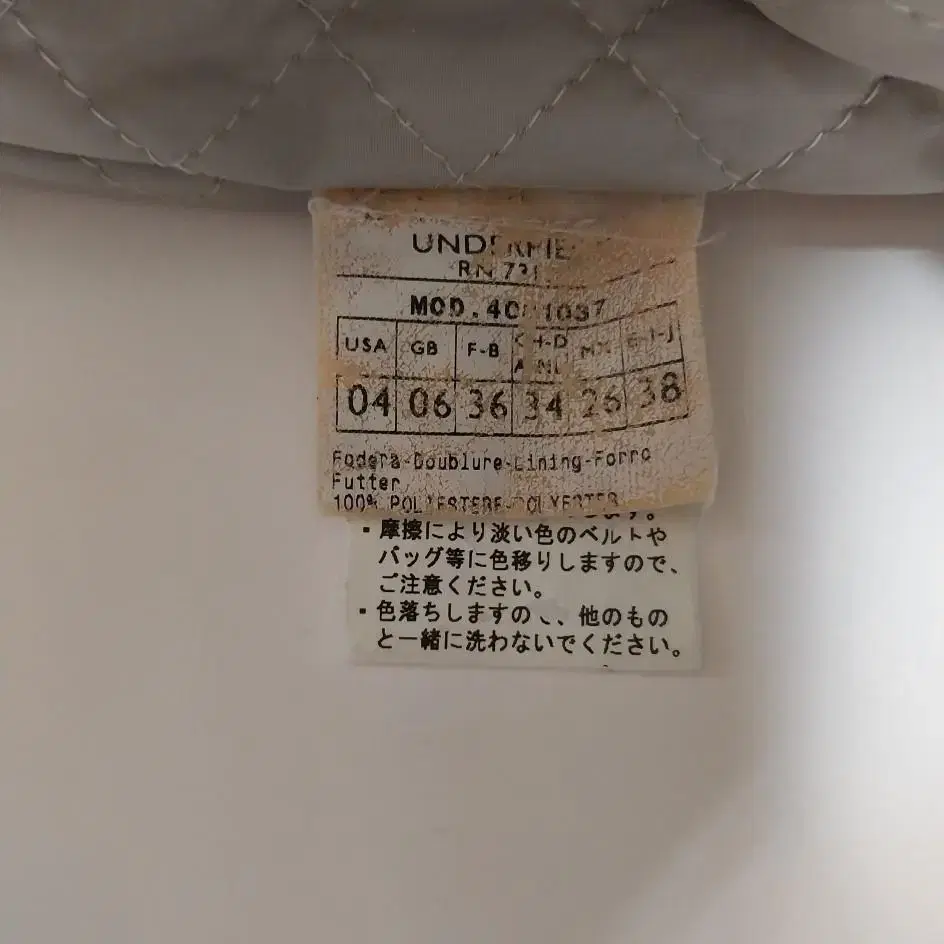 MOD.
USA GB F-B MX
04 06 36 34 26 38
Fodera-Doublure-Lining-Forro
Futter
100% POLIESTERE-POLYESTER
・摩擦により淡い色のベルトや
バッグ等に色移りしますので、
ご注意ください。
・色落ちしますの、他のもの
と一緒に洗わないでください。